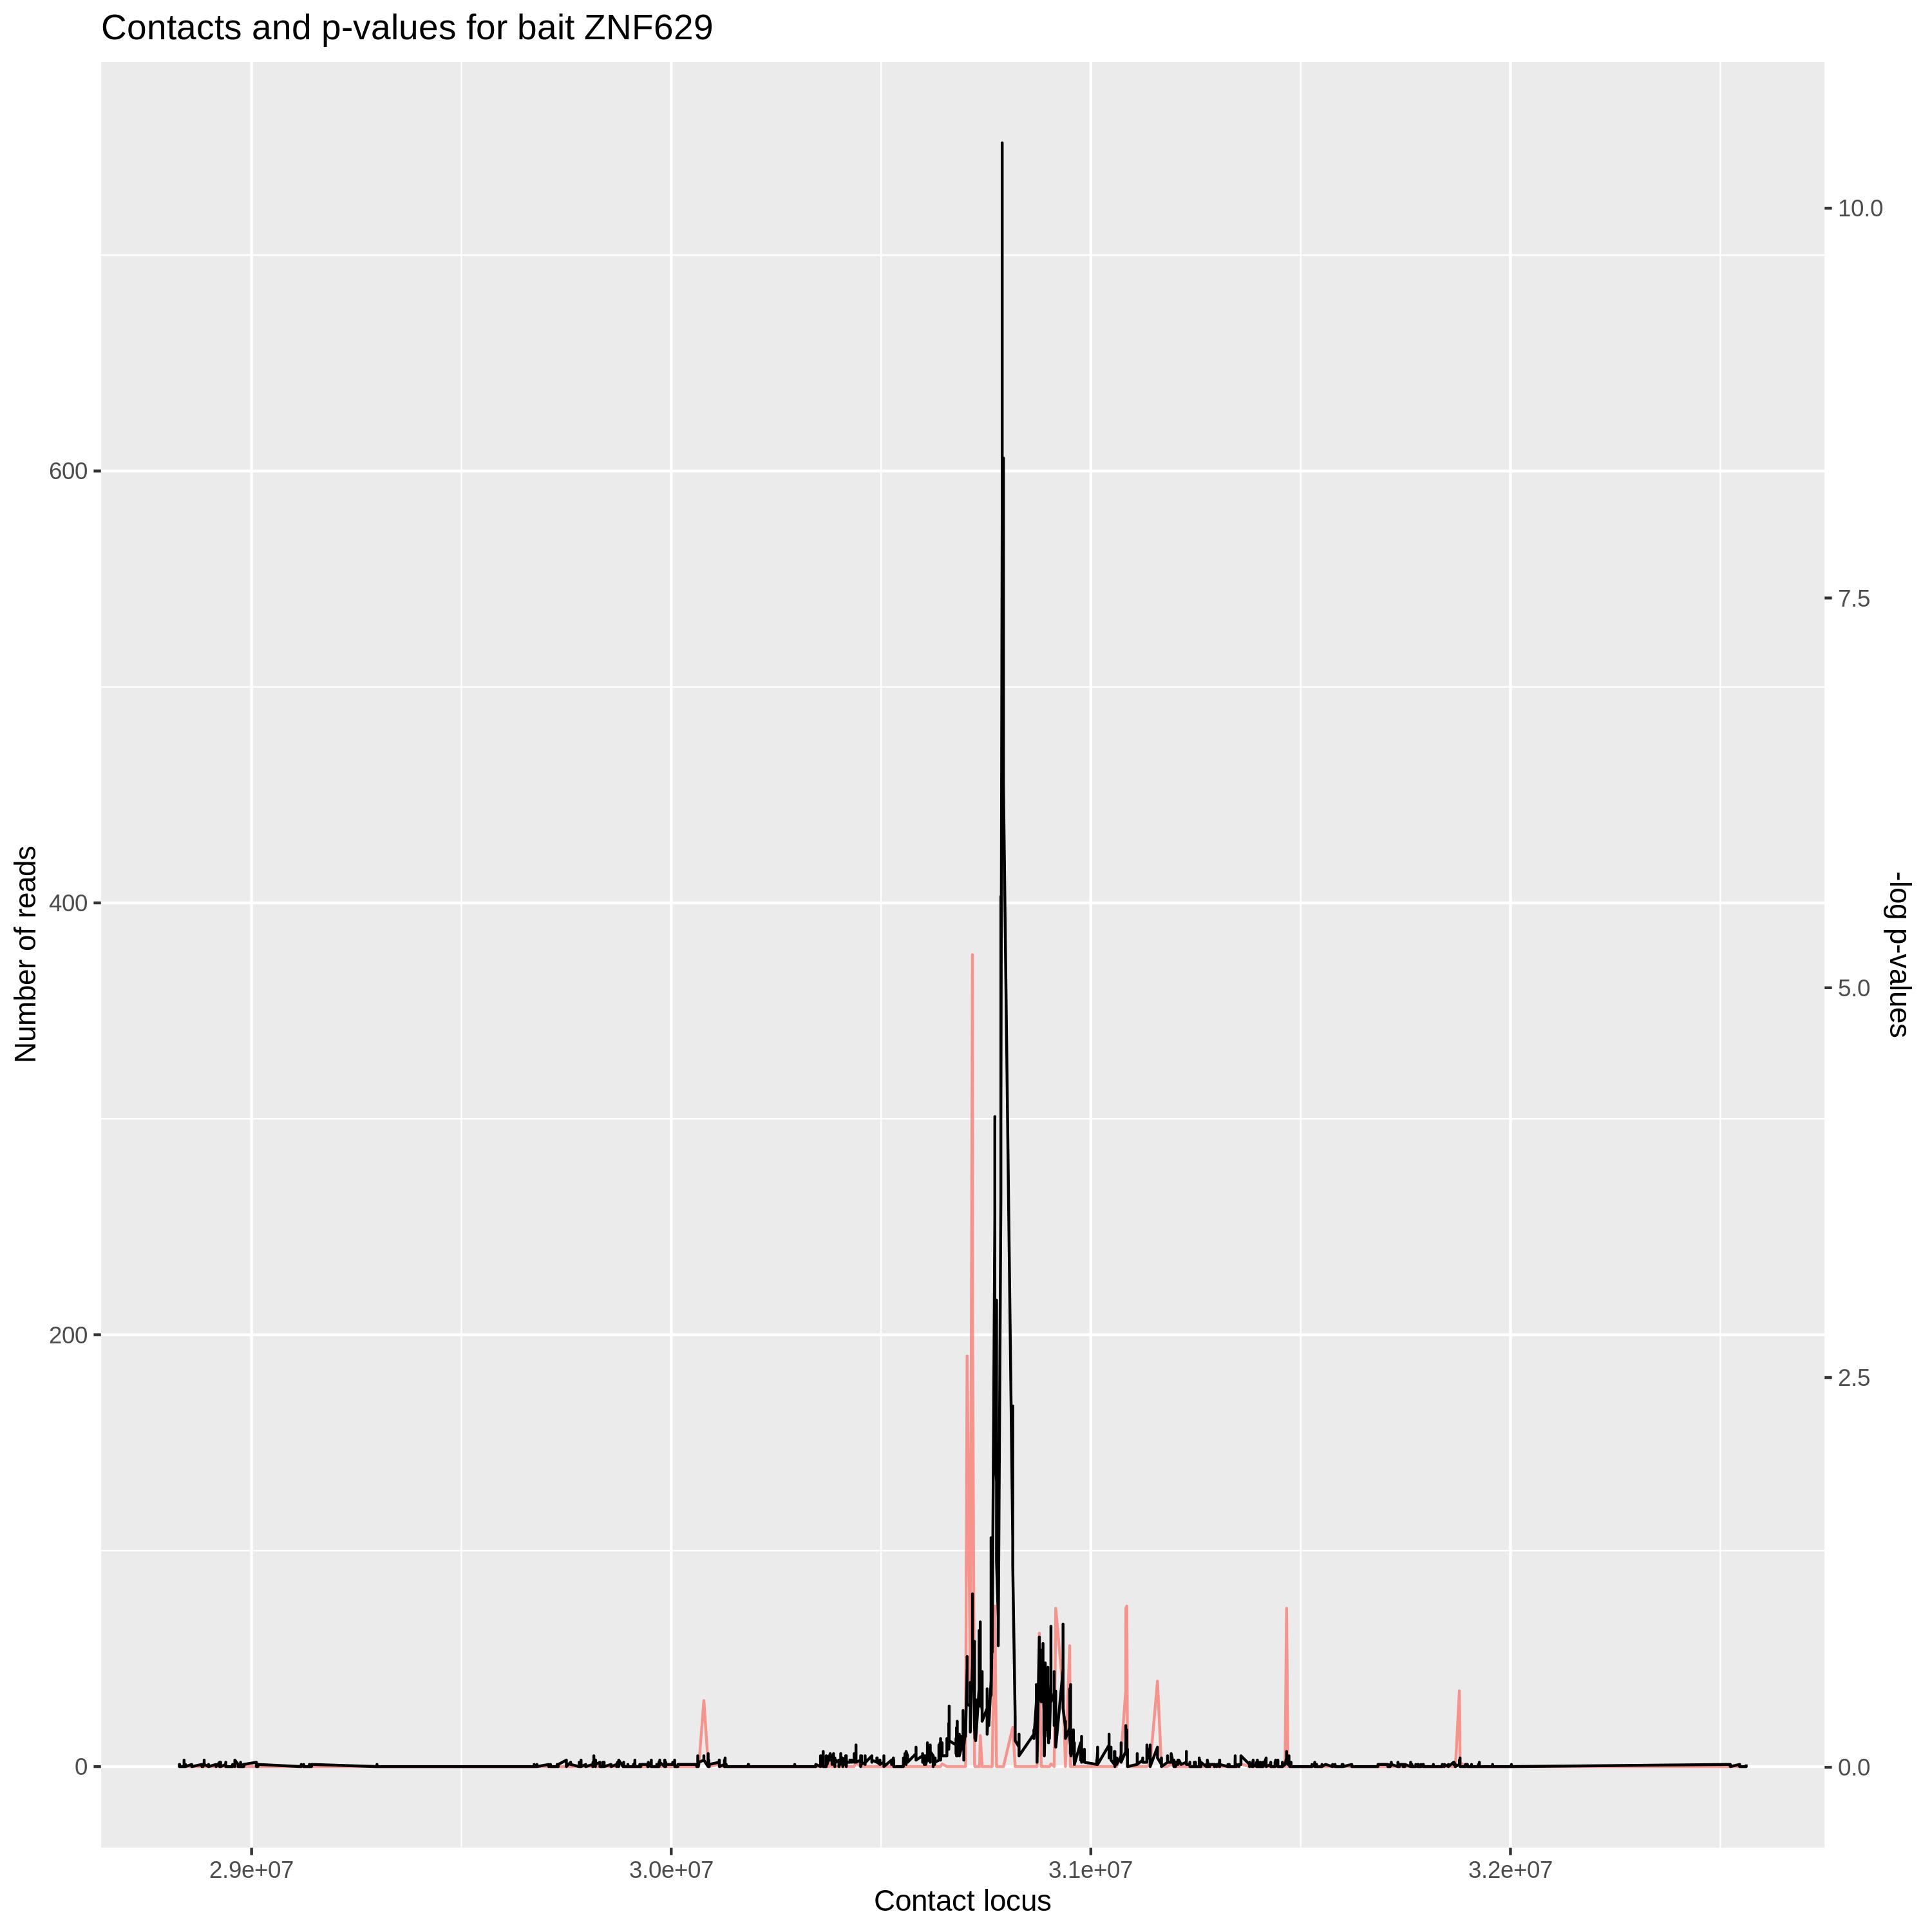 Contacts and p-values for bait ZNF629
Number of reads
600
400
200
0
10.0
7.5
5.0
2.5
0.0
-log p-values
2.9e+07 3.0e+07 3.1e+07 3.2e+07
Contact locus